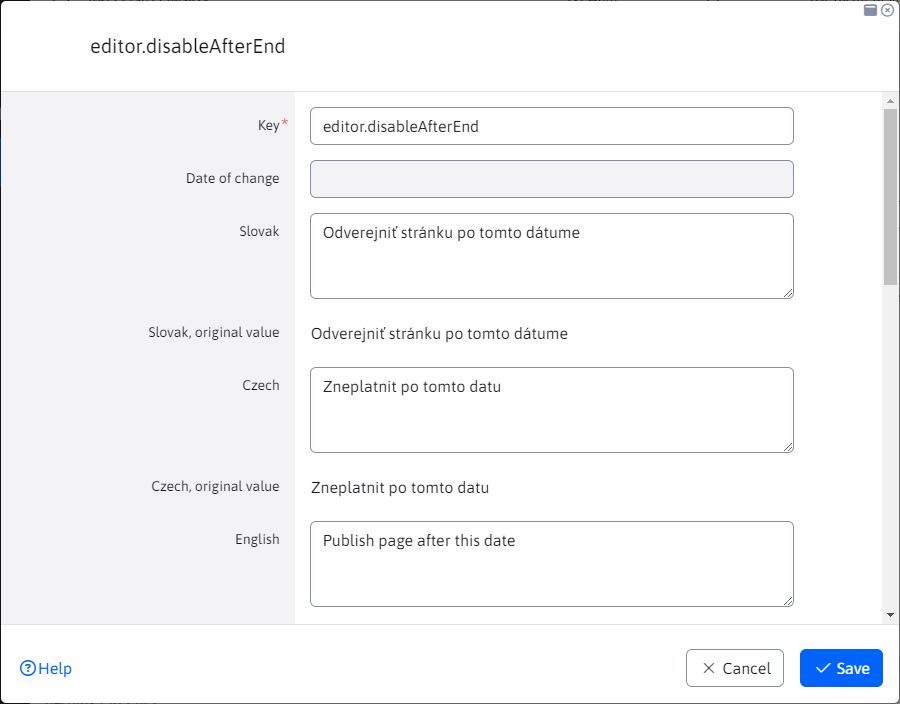 editor.disableAfterEnd
Key*
editor.disableAfterEnd
Date of change
Slovak
Odverejniť stránku po tomto dátume
Slovak, original value
Odverejniť stránku po tomto dátume
Czech
Zneplatnit po tomto datu
Czech, original value
Zneplatnit po tomto datu
English
Publish page after this date
Help
Cancel
Save